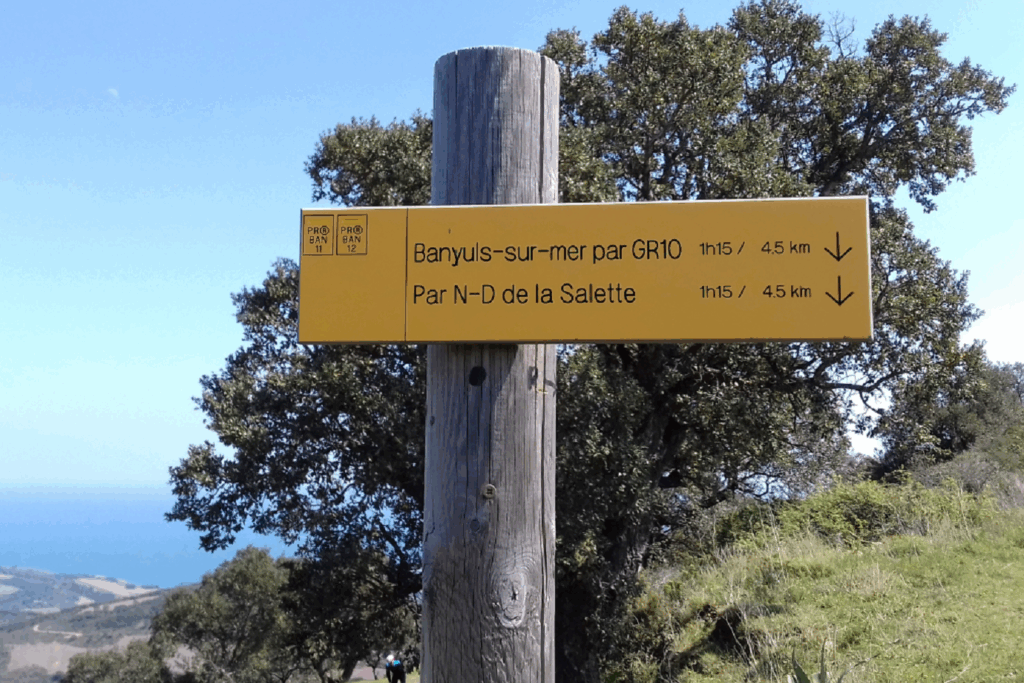 PR® PR®
BAN BAN
11 12
Banyuls-sur-mer par GR10 1h15 / 4.5 km ↓
Par N-D de la Salette 1h15 / 4.5 km ↓